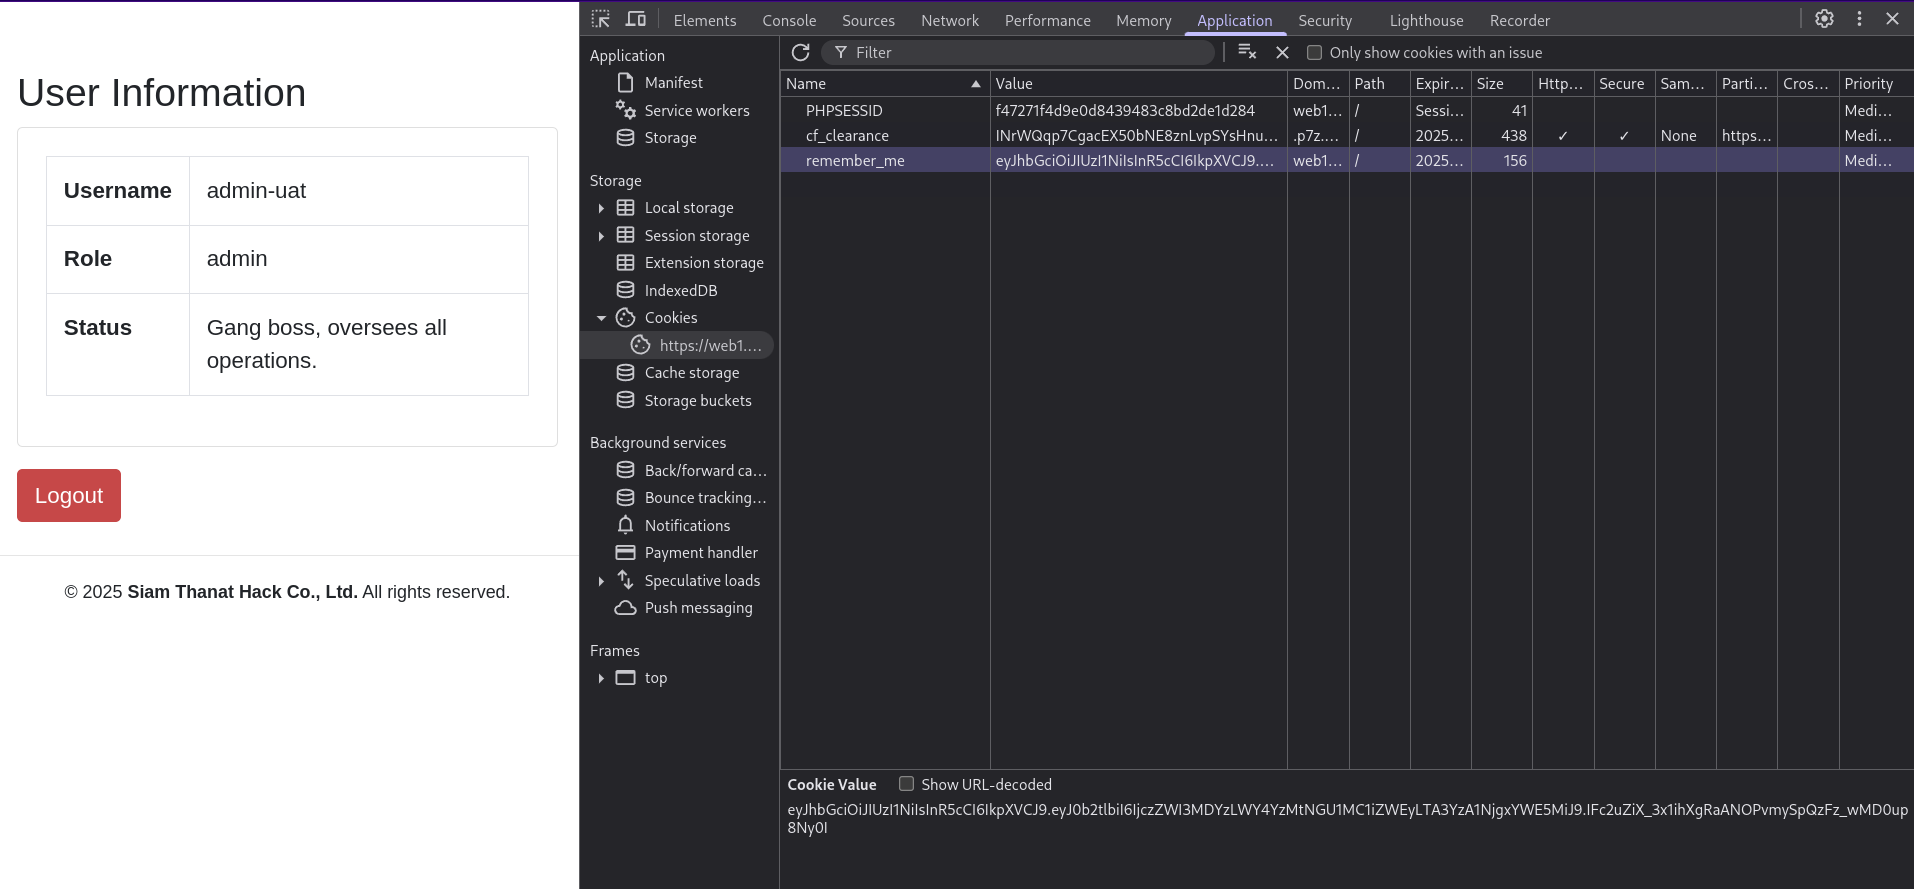 User Information
Username admin-uat
Role admin
Status Gang boss, oversees all
operations.
Logout
© 2025 Siam Thanat Hack Co., Ltd. All rights reserved.
Elements Console Sources Network Performance Memory Application Security Lighthouse Recorder
Application
Manifest
Service workers
Storage
Storage
Local storage
Session storage
Extension storage
IndexedDB
Cookies
https://web1....
Cache storage
Storage buckets
Background services
Back/forward ca...
Bounce tracking...
Notifications
Payment handler
Speculative loads
Push messaging
Frames
top
Filter Only show cookies with an issue
Name Value Dom... Path Expir... Size Http... Secure Sam... Parti... Cros... Priority
PHPSESSID f47271f4d9e0d8439483c8bd2de1d284 web1... / Sessi... 41 Medi...
cf_clearance INrWQqp7CgacEX50bNE8znLvpSYsHnu... .p7z.... / 2025... 438 ✓ ✓ None https... Medi...
remember_me eyJhbGciOiJIUzI1NiIsInR5cCI6IkpXVCJ9.... web1... / 2025... 156 Medi...
Cookie Value Show URL-decoded
eyJhbGciOiJIUzI1NiIsInR5cCI6IkpXVCJ9.eyJ0b2tlbiI6IjczZWI3MDYzLWY4YzMtNGU1MC1iZWEyLTA3YzA1NjgxYWE5MiJ9.IFc2uZiX_3x1ihXgRaANOPvmySpQzFz_wMD0up
8Ny0I